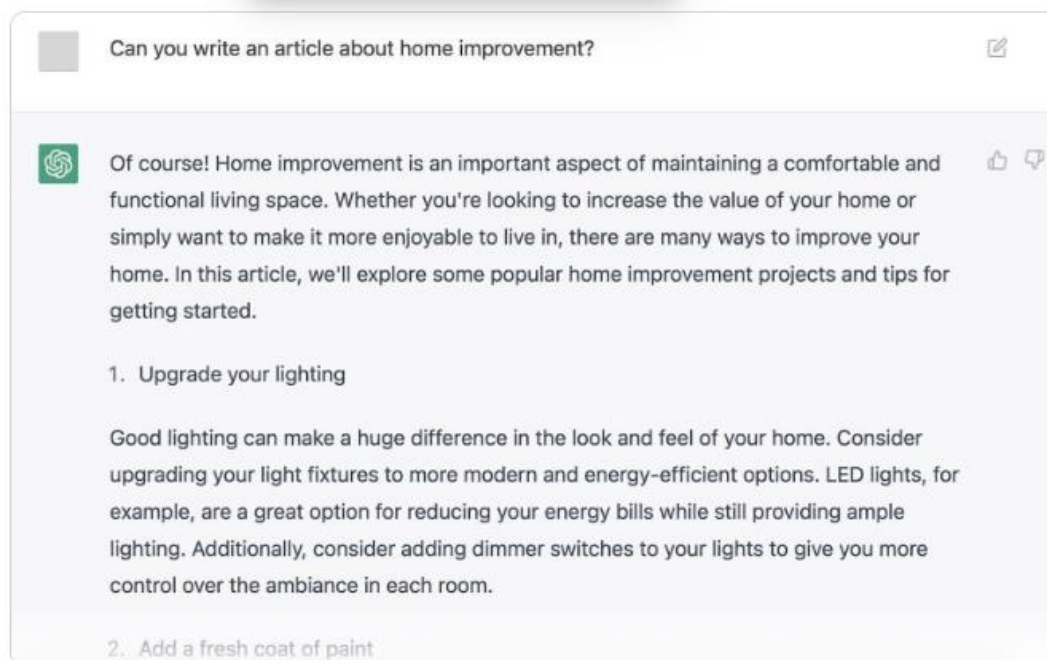 Can you write an article about home improvement?
Of course! Home improvement is an important aspect of maintaining a comfortable and
functional living space. Whether you're looking to increase the value of your home or
simply want to make it more enjoyable to live in, there are many ways to improve your
home. In this article, we'll explore some popular home improvement projects and tips for
getting started.
1. Upgrade your lighting
Good lighting can make a huge difference in the look and feel of your home. Consider
upgrading your light fixtures to more modern and energy-efficient options. LED lights, for
example, are a great option for reducing your energy bills while still providing ample
lighting. Additionally, consider adding dimmer switches to your lights to give you more
control over the ambiance in each room.
2. Add a fresh coat of paint